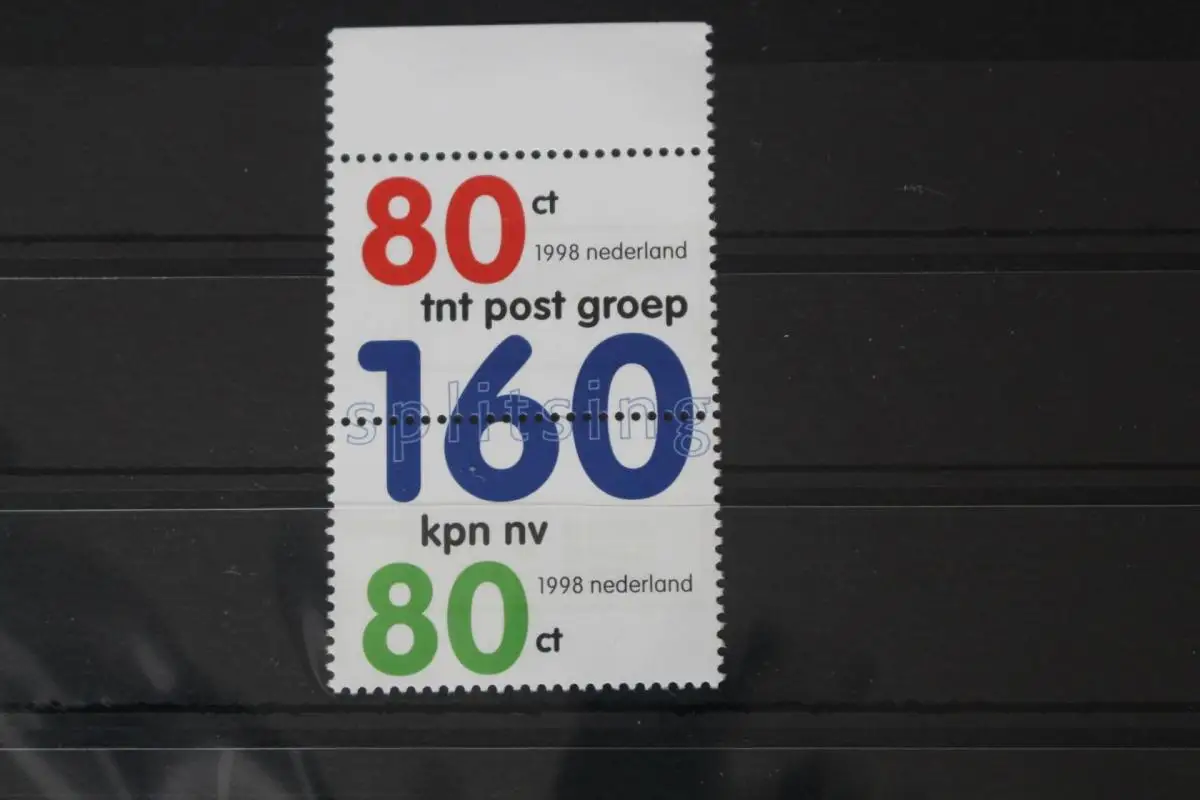 80 ct
1998 nederland
tnt post groep
160
splitsing
kpn nv
80 1998 nederland
ct